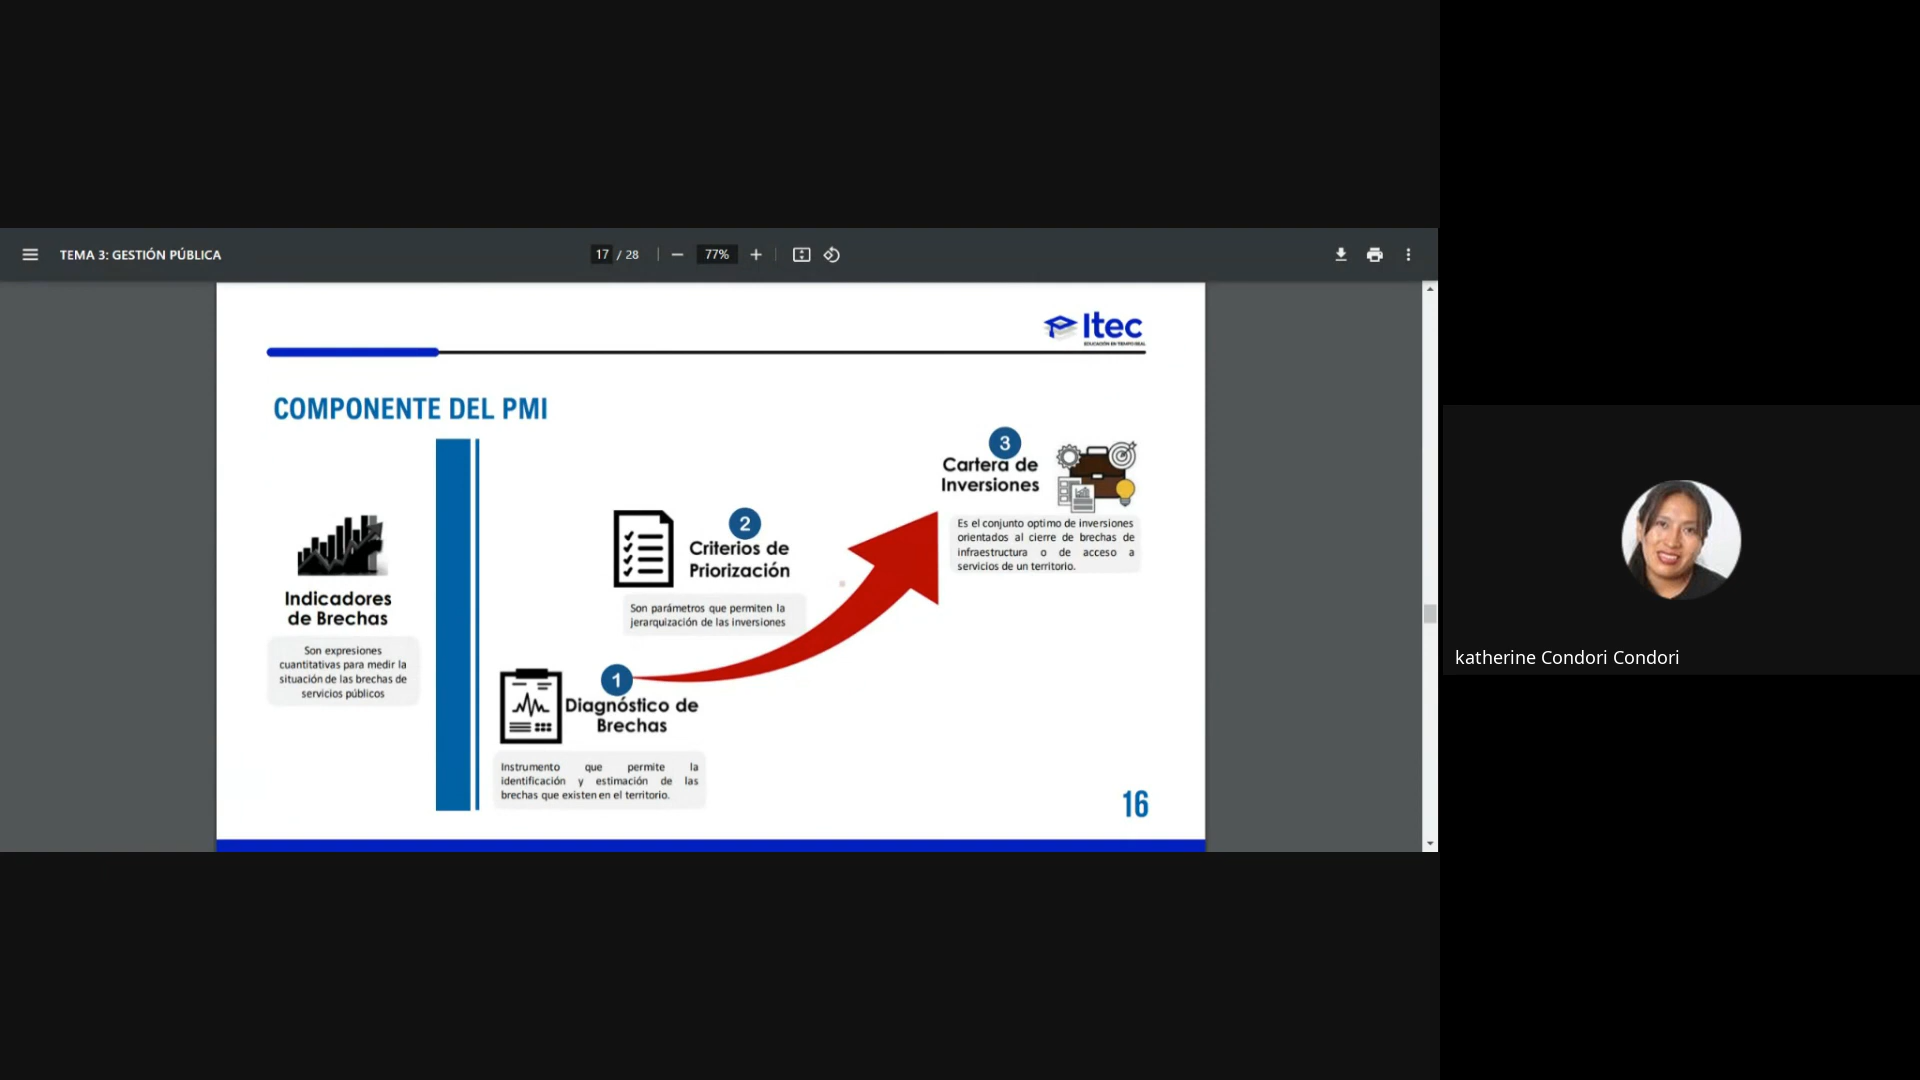 TEMA 3: GESTIÓN PÚBLICA
17 / 28
77%
Itec
EDUCACIÓN EN TIEMPO REAL
COMPONENTE DEL PMI
Indicadores
de Brechas
Son expresiones
cuantitativas para medir la
situación de las brechas de
servicios públicos
2
Criterios de
Priorización
Son parámetros que permiten la
jerarquización de las inversiones
1
Diagnóstico de
Brechas
Instrumento que permite la
identificación y estimación de las
brechas que existen en el territorio.
3
Cartera de
Inversiones
Es el conjunto optimo de inversiones
orientados al cierre de brechas de
infraestructura o de acceso a
servicios de un territorio.
16
katherine Condori Condori